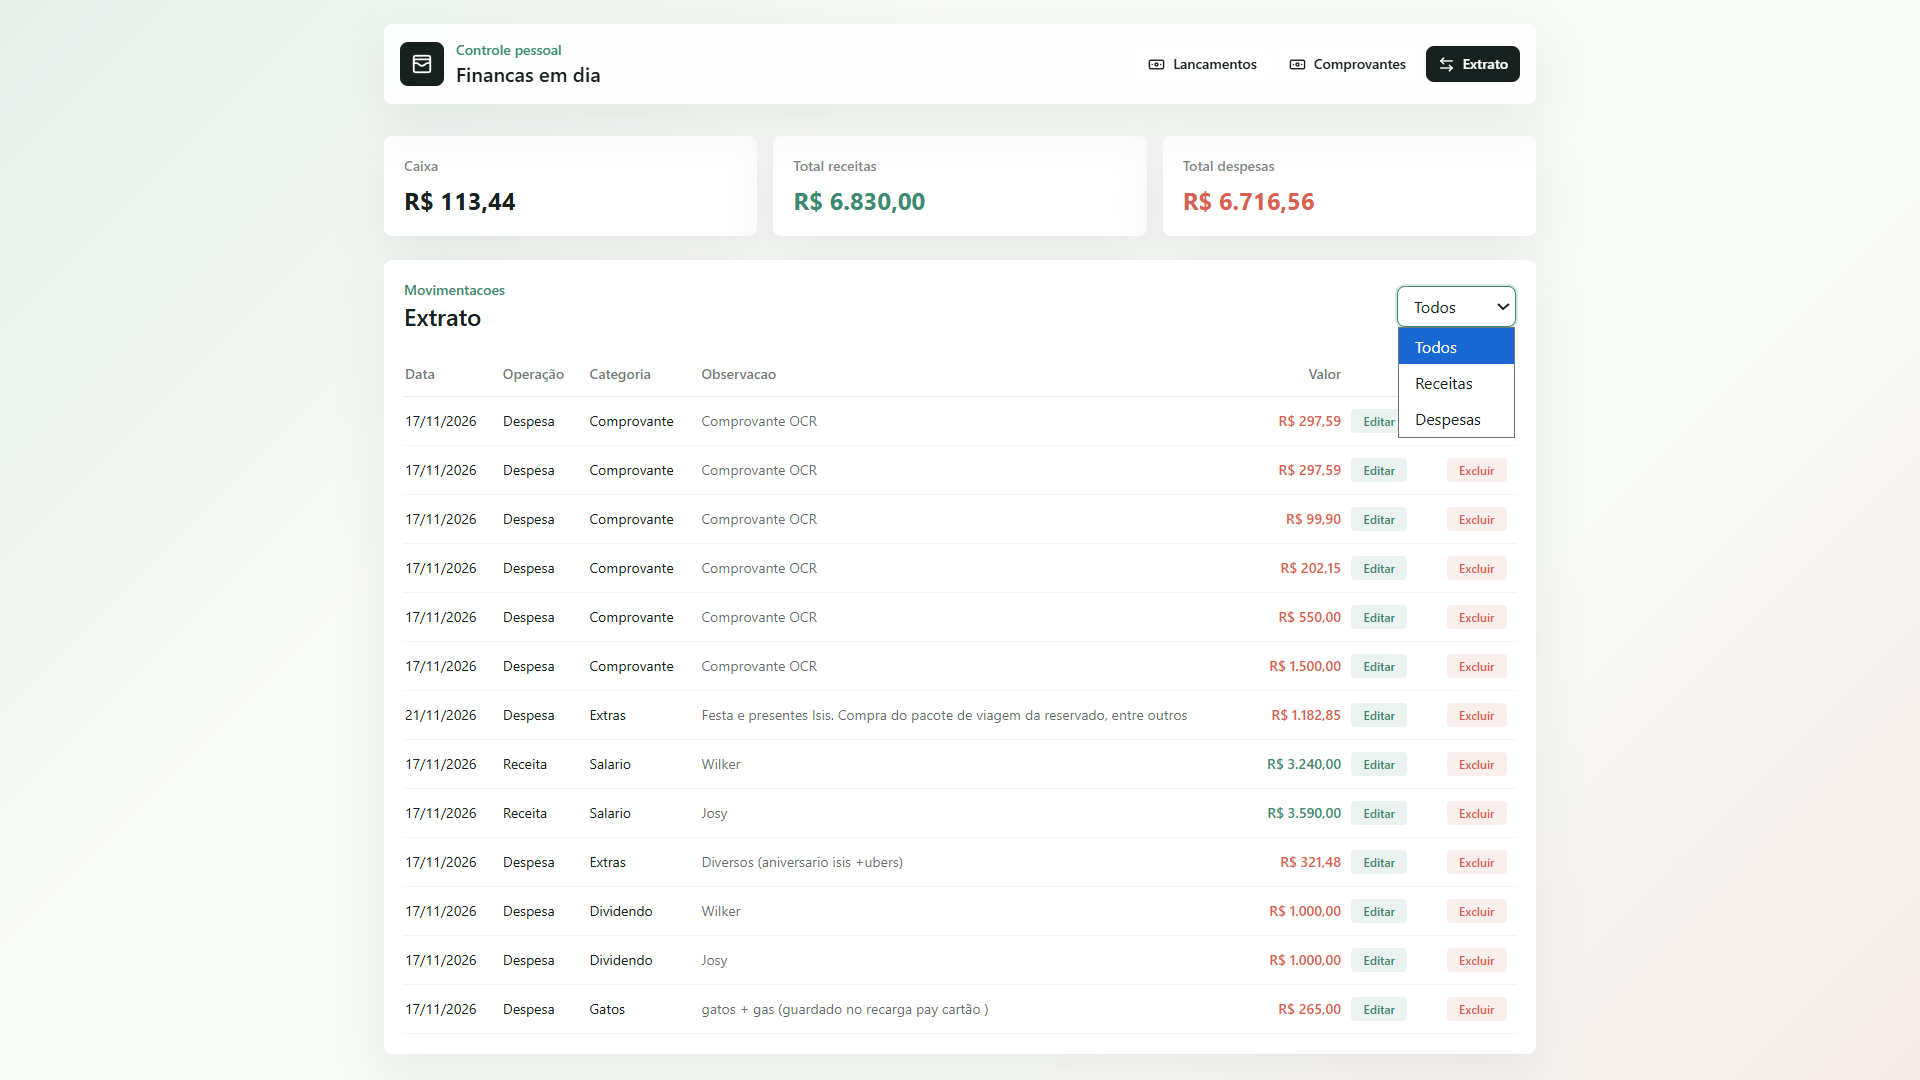 Controle pessoal
Financas em dia
Lancamentos
Comprovantes
Extrato
Caixa
R$ 113,44
Total receitas
R$ 6.830,00
Total despesas
R$ 6.716,56
Movimentacoes
Extrato
Todos
Todos
Receitas
Despesas
Data Operação Categoria Observacao Valor
17/11/2026 Despesa Comprovante Comprovante OCR R$ 297,59 Editar
17/11/2026 Despesa Comprovante Comprovante OCR R$ 297,59 Editar Excluir
17/11/2026 Despesa Comprovante Comprovante OCR R$ 99,90 Editar Excluir
17/11/2026 Despesa Comprovante Comprovante OCR R$ 202,15 Editar Excluir
17/11/2026 Despesa Comprovante Comprovante OCR R$ 550,00 Editar Excluir
17/11/2026 Despesa Comprovante Comprovante OCR R$ 1.500,00 Editar Excluir
21/11/2026 Despesa Extras Festa e presentes Isis. Compra do pacote de viagem da reservado, entre outros R$ 1.182,85 Editar Excluir
17/11/2026 Receita Salario Wilker R$ 3.240,00 Editar Excluir
17/11/2026 Receita Salario Josy R$ 3.590,00 Editar Excluir
17/11/2026 Despesa Extras Diversos (aniversario isis +ubers) R$ 321,48 Editar Excluir
17/11/2026 Despesa Dividendo Wilker R$ 1.000,00 Editar Excluir
17/11/2026 Despesa Dividendo Josy R$ 1.000,00 Editar Excluir
17/11/2026 Despesa Gatos gatos + gas (guardado no recarga pay cartão ) R$ 265,00 Editar Excluir